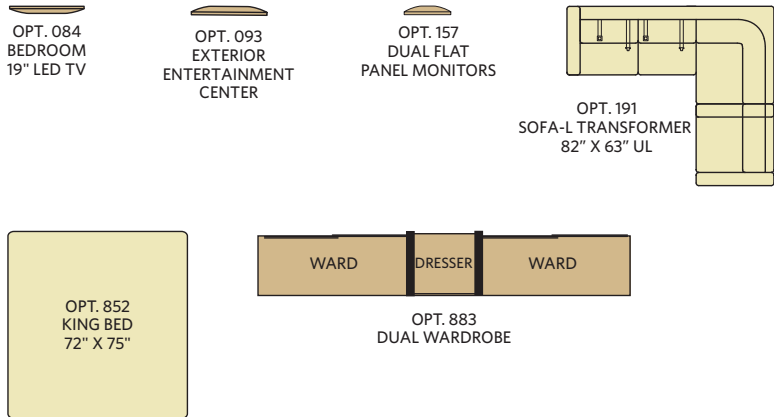 OPT. 084
BEDROOM
19" LED TV
OPT. 093
EXTERIOR
ENTERTAINMENT
CENTER
OPT. 157
DUAL FLAT
PANEL MONITORS
OPT. 191
SOFA-L TRANSFORMER
82” X 63” UL
OPT. 852
KING BED
72" X 75"
WARD
DRESSER
WARD
OPT. 883
DUAL WARDROBE